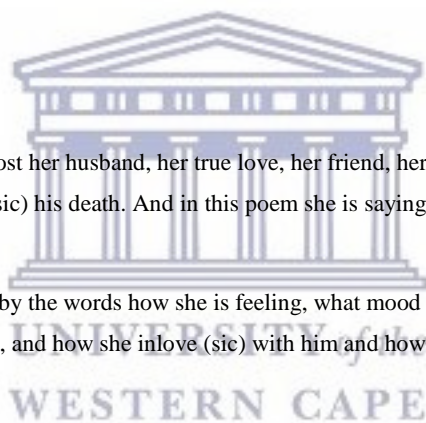 ost her husband, her true love, her friend, her
sic) his death. And in this poem she is saying
by the words how she is feeling, what mood
, and how she inlove (sic) with him and how
UNIVERSITY of the
WESTERN CAPE